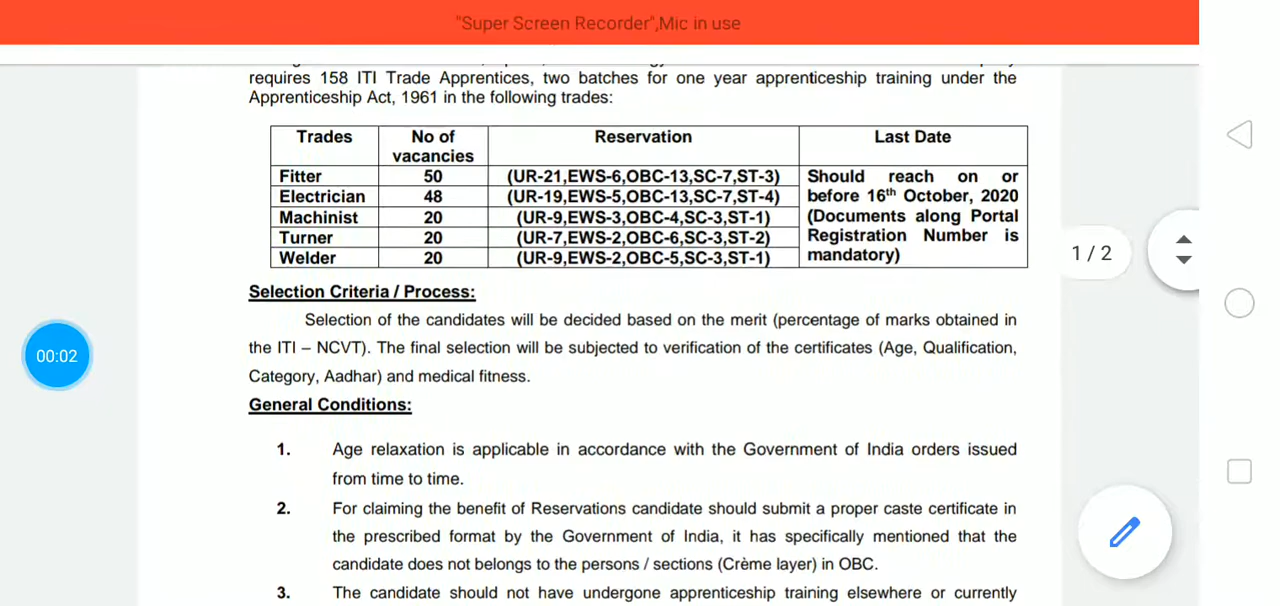 "Super Screen Recorder",Mic in use
requires 158 ITI Trade Apprentices, two batches for one year apprenticeship training under the
Apprenticeship Act, 1961 in the following trades:
Trades No of vacancies Reservation Last Date
Fitter 50 (UR-21,EWS-6,OBC-13,SC-7,ST-3) Should reach on or
Electrician 48 (UR-19,EWS-5,OBC-13,SC-7,ST-4) before 16th October, 2020
Machinist 20 (UR-9,EWS-3,OBC-4,SC-3,ST-1) (Documents along Portal
Turner 20 (UR-7,EWS-2,OBC-6,SC-3,ST-2) Registration Number is
Welder 20 (UR-9,EWS-2,OBC-5,SC-3,ST-1) mandatory)
1 / 2
Selection Criteria / Process:
Selection of the candidates will be decided based on the merit (percentage of marks obtained in
the ITI – NCVT). The final selection will be subjected to verification of the certificates (Age, Qualification,
00:02
Category, Aadhar) and medical fitness.
General Conditions:
1. Age relaxation is applicable in accordance with the Government of India orders issued
from time to time.
2. For claiming the benefit of Reservations candidate should submit a proper caste certificate in
the prescribed format by the Government of India, it has specifically mentioned that the
candidate does not belongs to the persons / sections (Crème layer) in OBC.
3. The candidate should not have undergone apprenticeship training elsewhere or currently